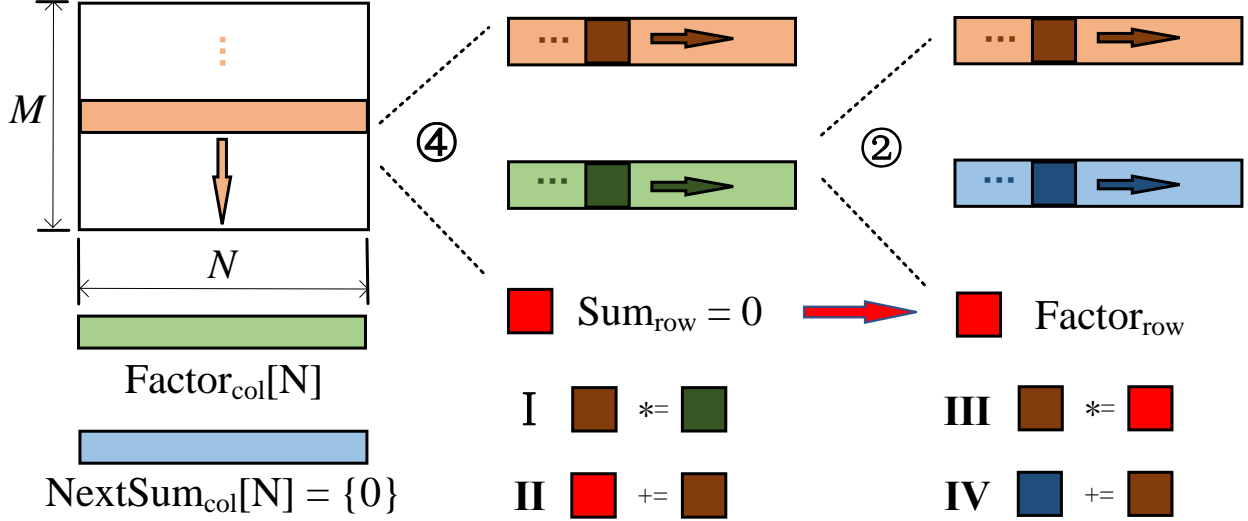 M
N
Factor_col[N]
NextSum_col[N] = {0}
④
Sum_row = 0
I *=
II +=
②
Factor_row
III *=
IV +=